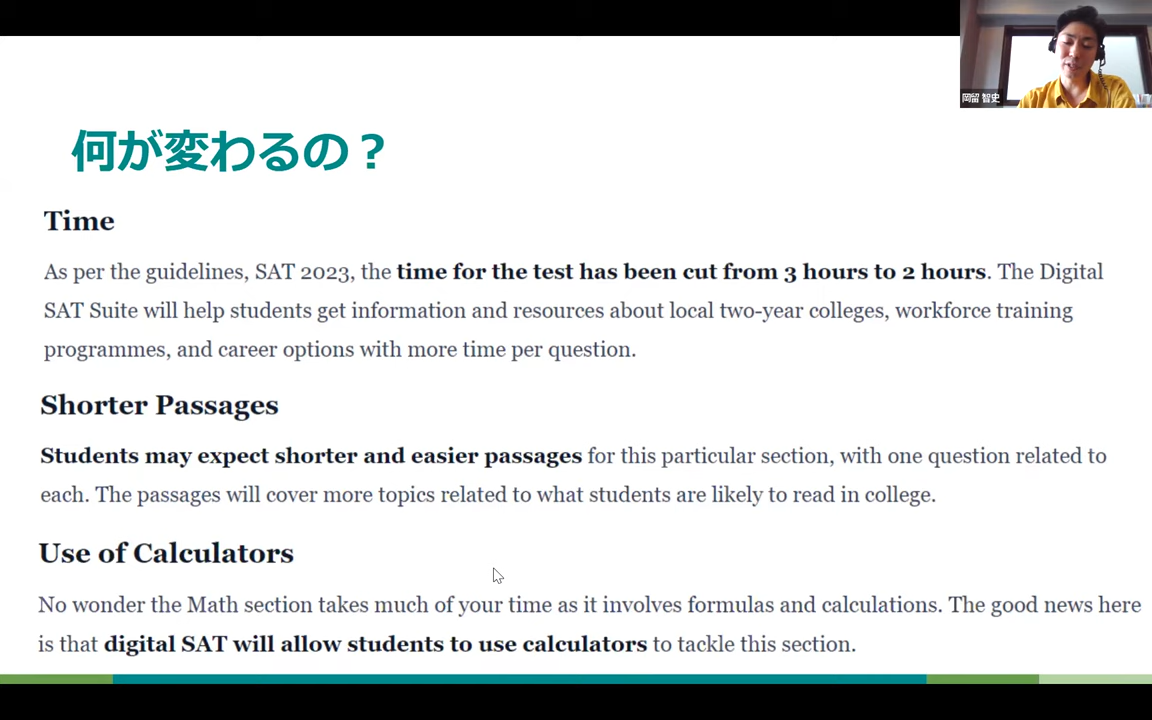 岡留 智史
何が変わるの？
Time
As per the guidelines, SAT 2023, the time for the test has been cut from 3 hours to 2 hours. The Digital
SAT Suite will help students get information and resources about local two-year colleges, workforce training
programmes, and career options with more time per question.
Shorter Passages
Students may expect shorter and easier passages for this particular section, with one question related to
each. The passages will cover more topics related to what students are likely to read in college.
Use of Calculators
No wonder the Math section takes much of your time as it involves formulas and calculations. The good news here
is that digital SAT will allow students to use calculators to tackle this section.